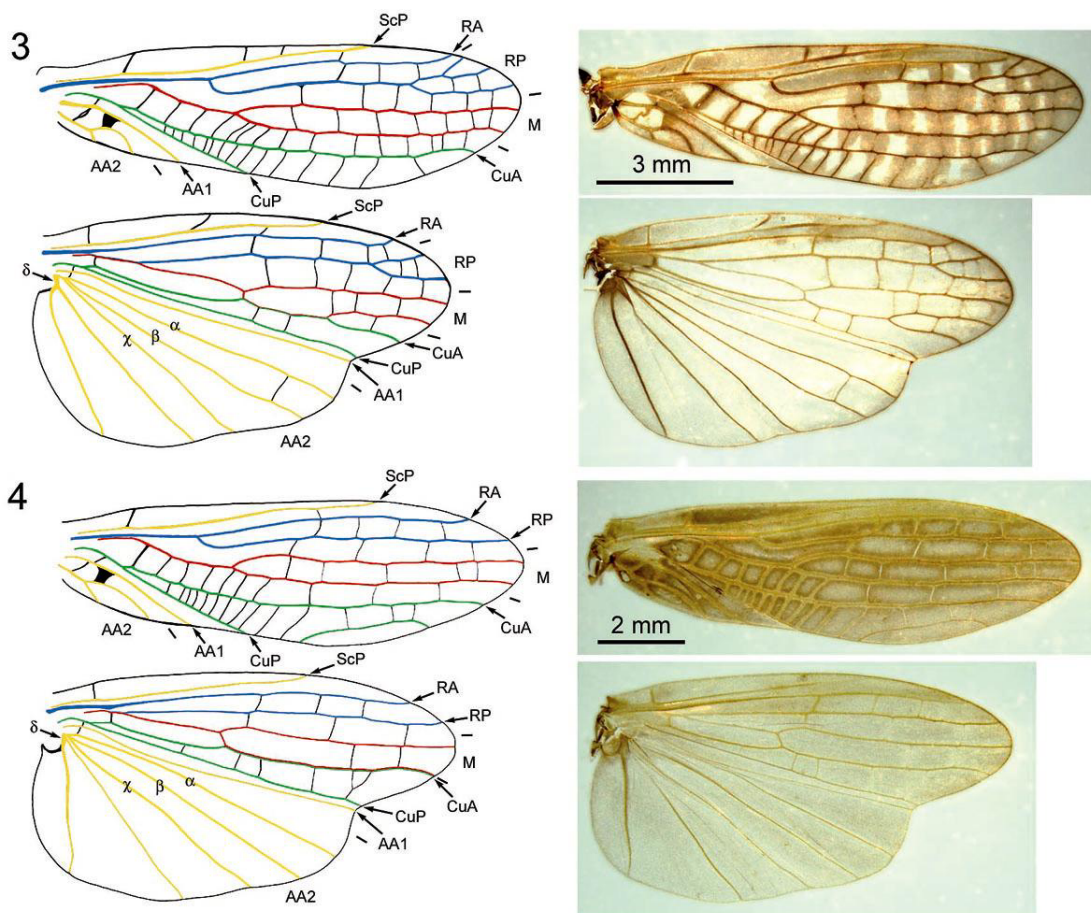 3
ScP
RA
RP
M
CuA
CuP
AA1
AA2
3 mm
ScP
RA
RP
M
CuA
CuP
AA1
AA2
δ
χ
β
α
4
ScP
RA
RP
M
CuA
CuP
AA1
AA2
2 mm
ScP
RA
RP
M
CuA
CuP
AA1
AA2
δ
χ
β
α